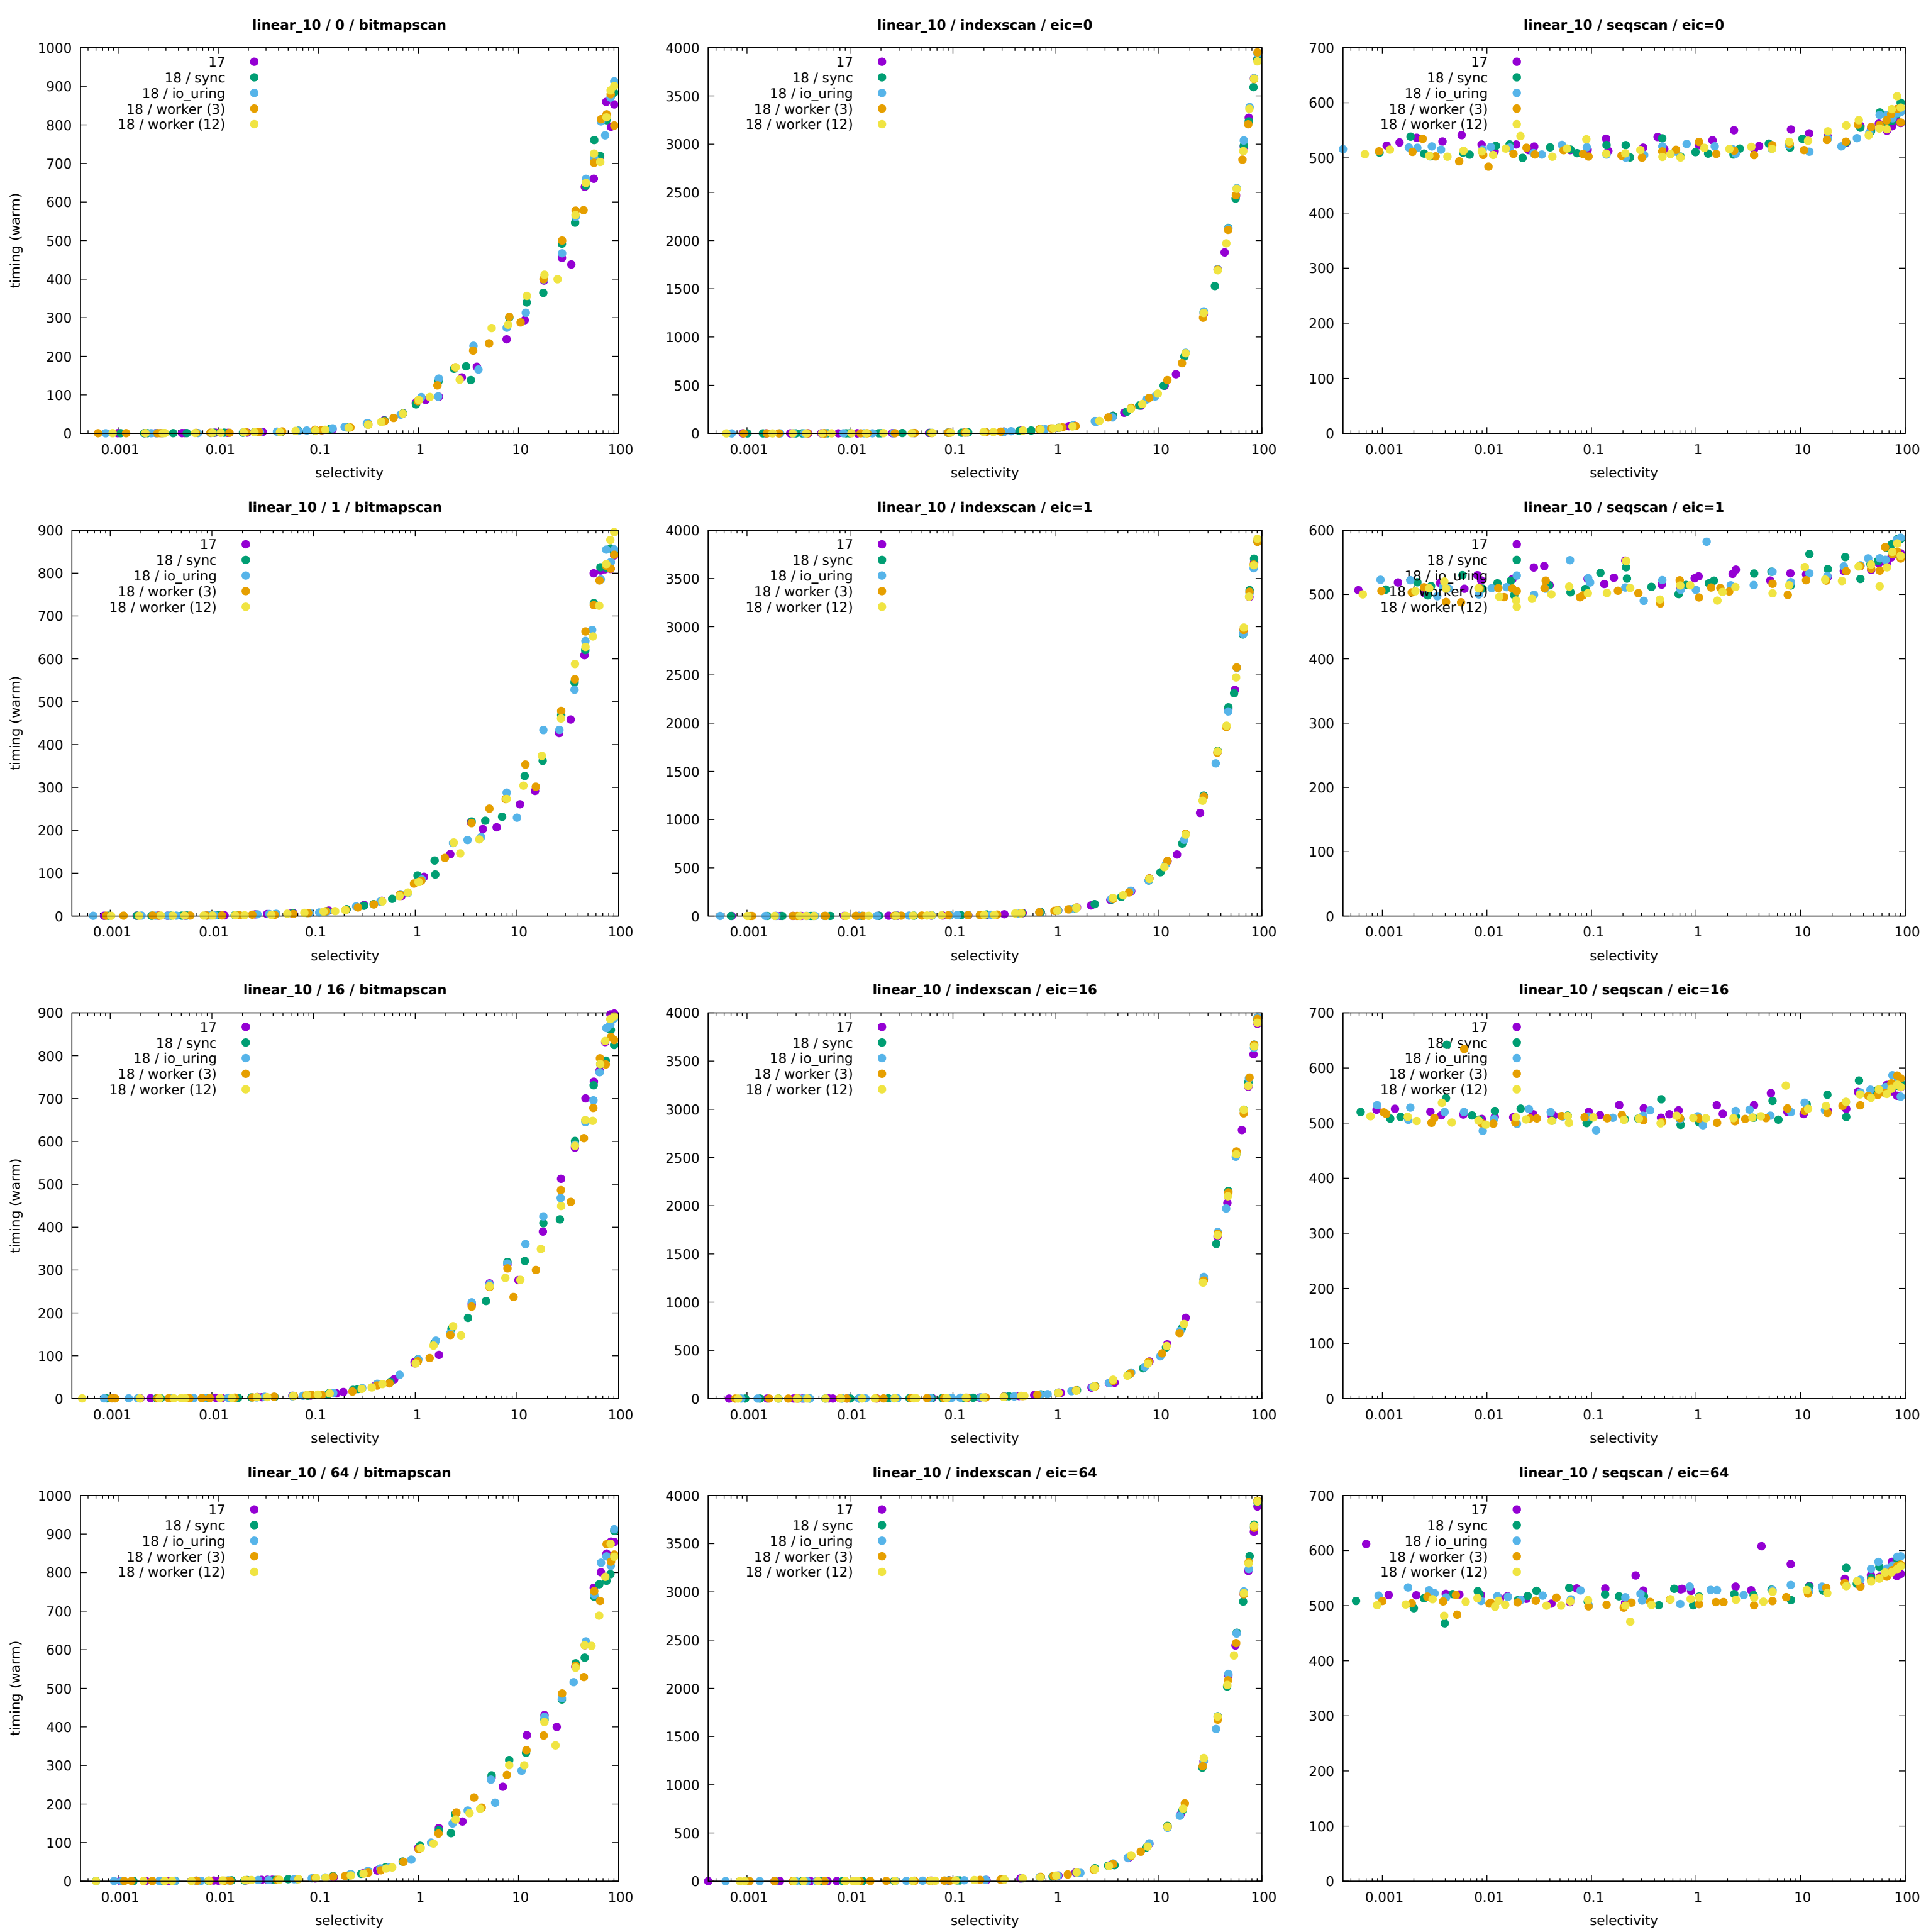 linear_10 / 0 / bitmapscan
1000
900
800
700
600
500
400
300
200
100
0
timing (warm)
17
18 / sync
18 / io_uring
18 / worker (3)
18 / worker (12)
0.001 0.01 0.1 1 10 100
selectivity
linear_10 / indexscan / eic=0
4000
3500
3000
2500
2000
1500
1000
500
0
17
18 / sync
18 / io_uring
18 / worker (3)
18 / worker (12)
0.001 0.01 0.1 1 10 100
selectivity
linear_10 / seqscan / eic=0
700
600
500
400
300
200
100
0
17
18 / sync
18 / io_uring
18 / worker (3)
18 / worker (12)
0.001 0.01 0.1 1 10 100
selectivity
linear_10 / 1 / bitmapscan
900
800
700
600
500
400
300
200
100
0
timing (warm)
17
18 / sync
18 / io_uring
18 / worker (3)
18 / worker (12)
0.001 0.01 0.1 1 10 100
selectivity
linear_10 / indexscan / eic=1
4000
3500
3000
2500
2000
1500
1000
500
0
17
18 / sync
18 / io_uring
18 / worker (3)
18 / worker (12)
0.001 0.01 0.1 1 10 100
selectivity
linear_10 / seqscan / eic=1
600
500
400
300
200
100
0
17
18 / sync
18 / io_uring
18 / worker (3)
18 / worker (12)
0.001 0.01 0.1 1 10 100
selectivity
linear_10 / 16 / bitmapscan
900
800
700
600
500
400
300
200
100
0
timing (warm)
17
18 / sync
18 / io_uring
18 / worker (3)
18 / worker (12)
0.001 0.01 0.1 1 10 100
selectivity
linear_10 / indexscan / eic=16
4000
3500
3000
2500
2000
1500
1000
500
0
17
18 / sync
18 / io_uring
18 / worker (3)
18 / worker (12)
0.001 0.01 0.1 1 10 100
selectivity
linear_10 / seqscan / eic=16
700
600
500
400
300
200
100
0
17
18 / sync
18 / io_uring
18 / worker (3)
18 / worker (12)
0.001 0.01 0.1 1 10 100
selectivity
linear_10 / 64 / bitmapscan
1000
900
800
700
600
500
400
300
200
100
0
timing (warm)
17
18 / sync
18 / io_uring
18 / worker (3)
18 / worker (12)
0.001 0.01 0.1 1 10 100
selectivity
linear_10 / indexscan / eic=64
4000
3500
3000
2500
2000
1500
1000
500
0
17
18 / sync
18 / io_uring
18 / worker (3)
18 / worker (12)
0.001 0.01 0.1 1 10 100
selectivity
linear_10 / seqscan / eic=64
700
600
500
400
300
200
100
0
17
18 / sync
18 / io_uring
18 / worker (3)
18 / worker (12)
0.001 0.01 0.1 1 10 100
selectivity